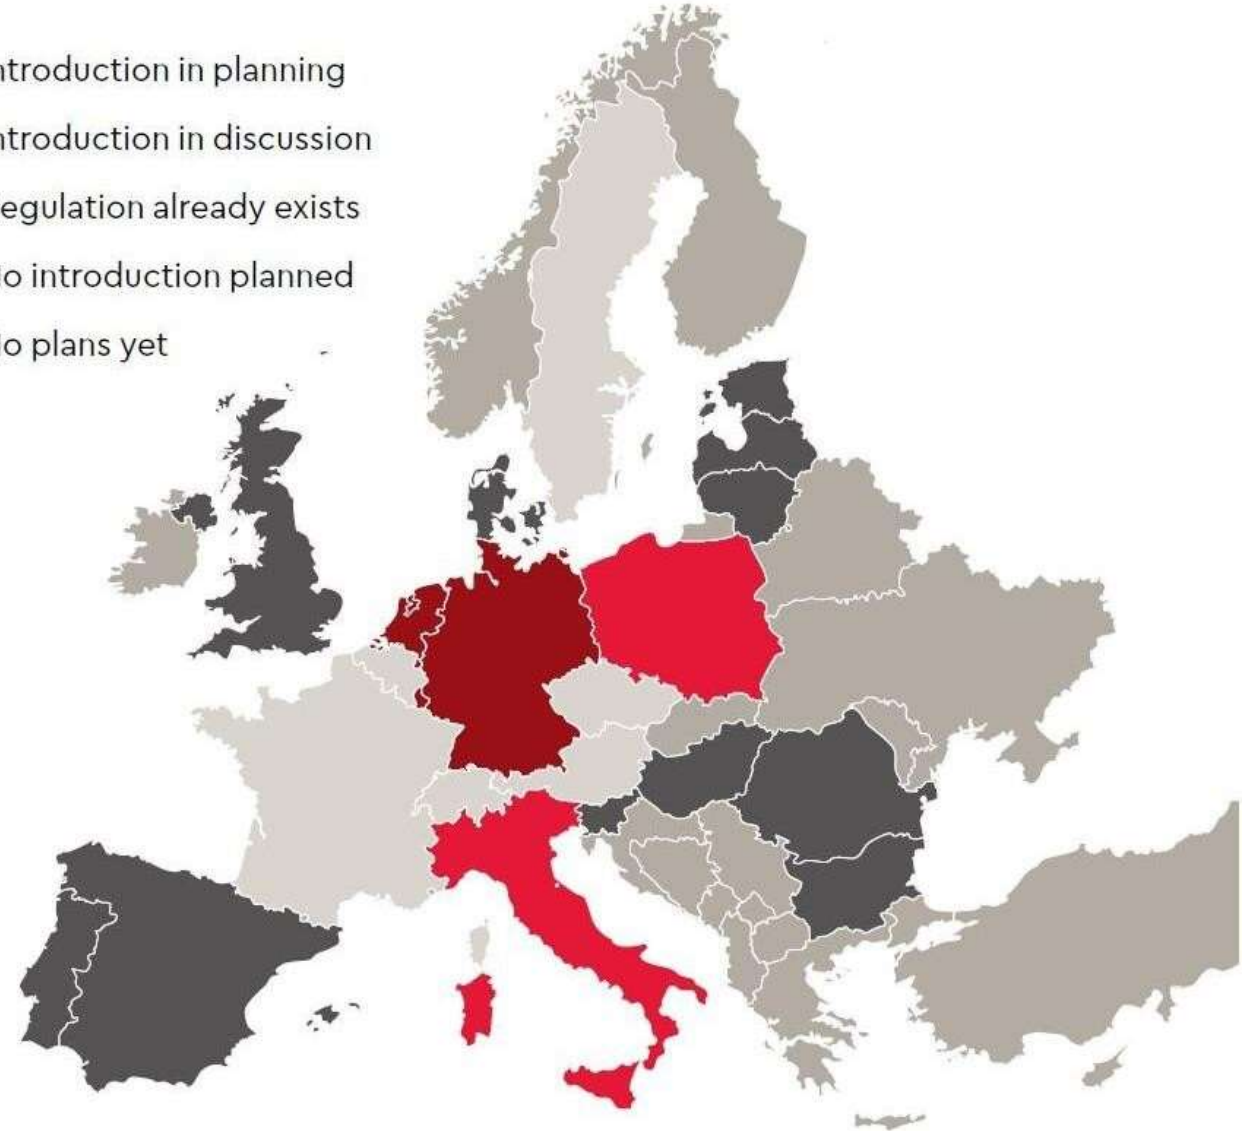 ntroduction in planning
ntroduction in discussion
egulation already exists
o introduction planned
o plans yet